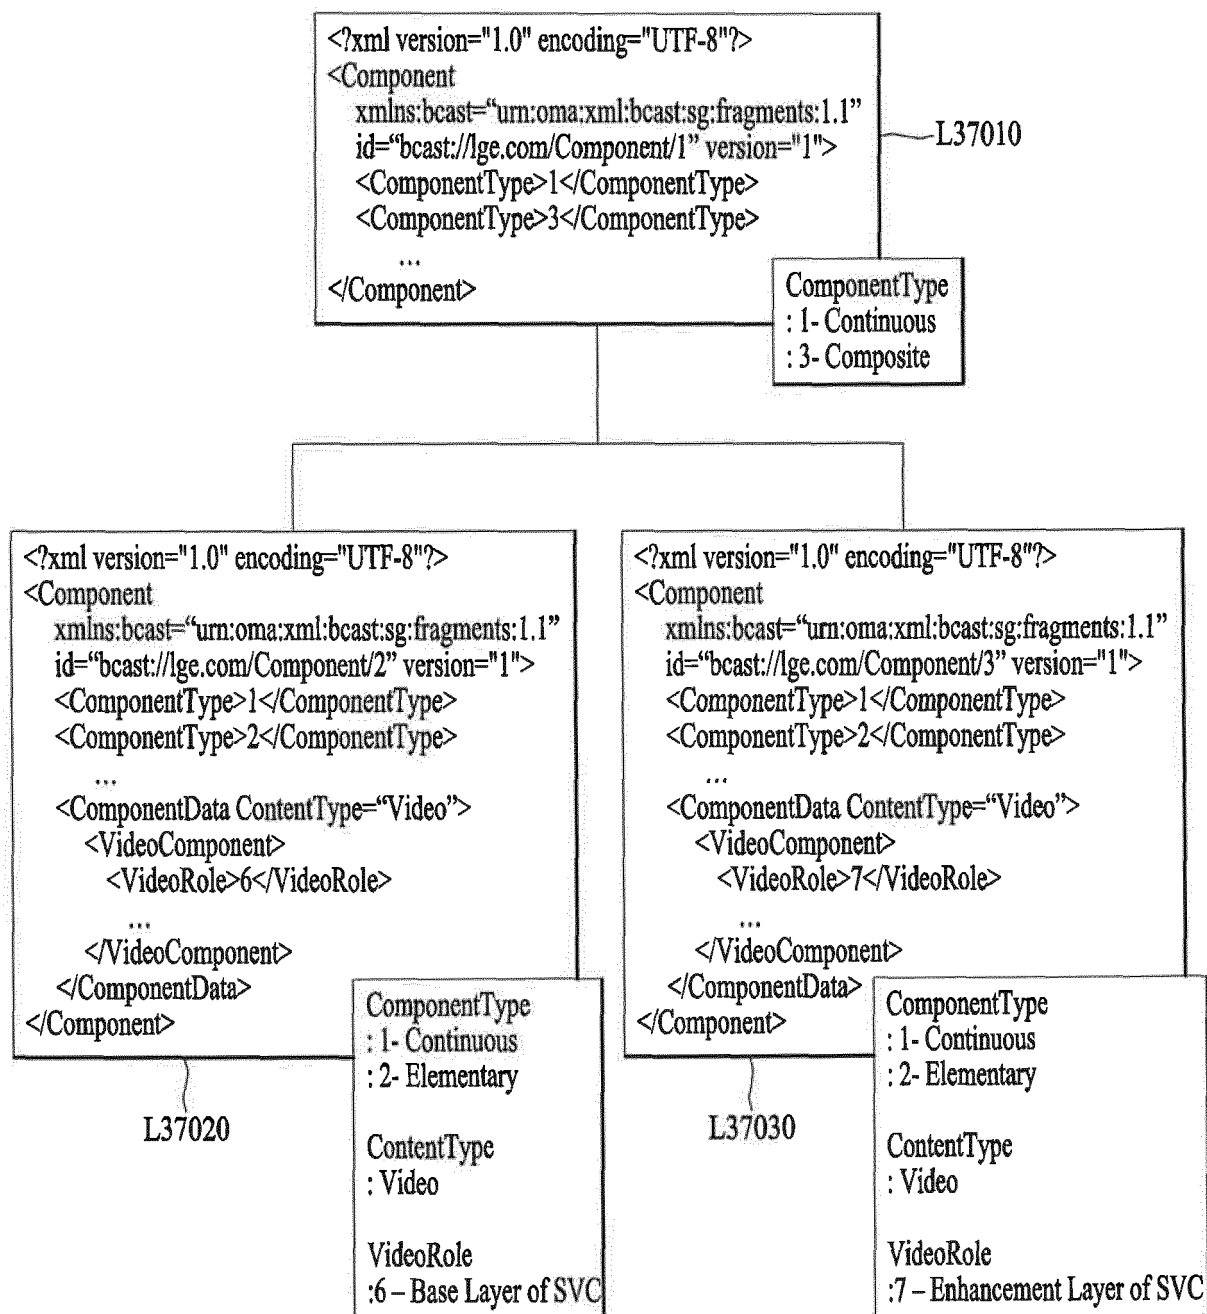 <?xml version="1.0" encoding="UTF-8"?>
<Component
xmlns:bcast=“urn:oma:xml:bcast:sg:fragments:1.1”
id=“bcast://lge.com/Component/1” version="1">
<ComponentType>1</ComponentType>
<ComponentType>3</ComponentType>
...
</Component>
L37010
ComponentType
: 1- Continuous
: 3- Composite
<?xml version="1.0" encoding="UTF-8"?>
<Component
xmlns:bcast=“urn:oma:xml:bcast:sg:fragments:1.1”
id=“bcast://lge.com/Component/2” version="1">
<ComponentType>1</ComponentType>
<ComponentType>2</ComponentType>
...
<ComponentData ContentType=“Video”>
<VideoComponent>
<VideoRole>6</VideoRole>
...
</VideoComponent>
</ComponentData>
</Component>
L37020
ComponentType
: 1- Continuous
: 2- Elementary
ContentType
: Video
VideoRole
:6 – Base Layer of SVC
<?xml version="1.0" encoding="UTF-8"?>
<Component
xmlns:bcast=“urn:oma:xml:bcast:sg:fragments:1.1”
id=“bcast://lge.com/Component/3” version="1">
<ComponentType>1</ComponentType>
<ComponentType>2</ComponentType>
...
<ComponentData ContentType=“Video”>
<VideoComponent>
<VideoRole>7</VideoRole>
...
</VideoComponent>
</ComponentData>
</Component>
L37030
ComponentType
: 1- Continuous
: 2- Elementary
ContentType
: Video
VideoRole
:7 – Enhancement Layer of SVC